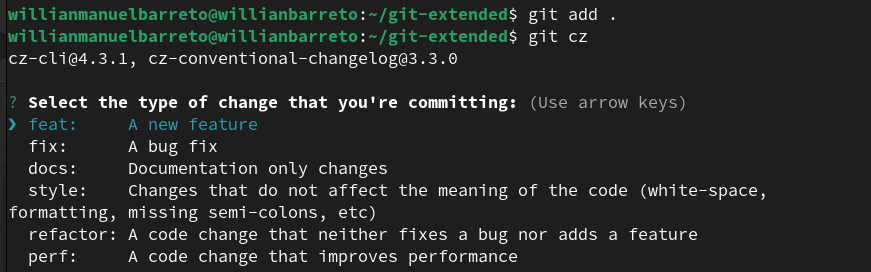 willianmanuelbarreto@willianbarreto:~/git-extended$ git add .
willianmanuelbarreto@willianbarreto:~/git-extended$ git cz
cz-cli@4.3.1, cz-conventional-changelog@3.3.0
? Select the type of change that you're committing: (Use arrow keys)
❯ feat:     A new feature
  fix:      A bug fix
  docs:     Documentation only changes
  style:    Changes that do not affect the meaning of the code (white-space,
formatting, missing semi-colons, etc)
  refactor: A code change that neither fixes a bug nor adds a feature
  perf:     A code change that improves performance